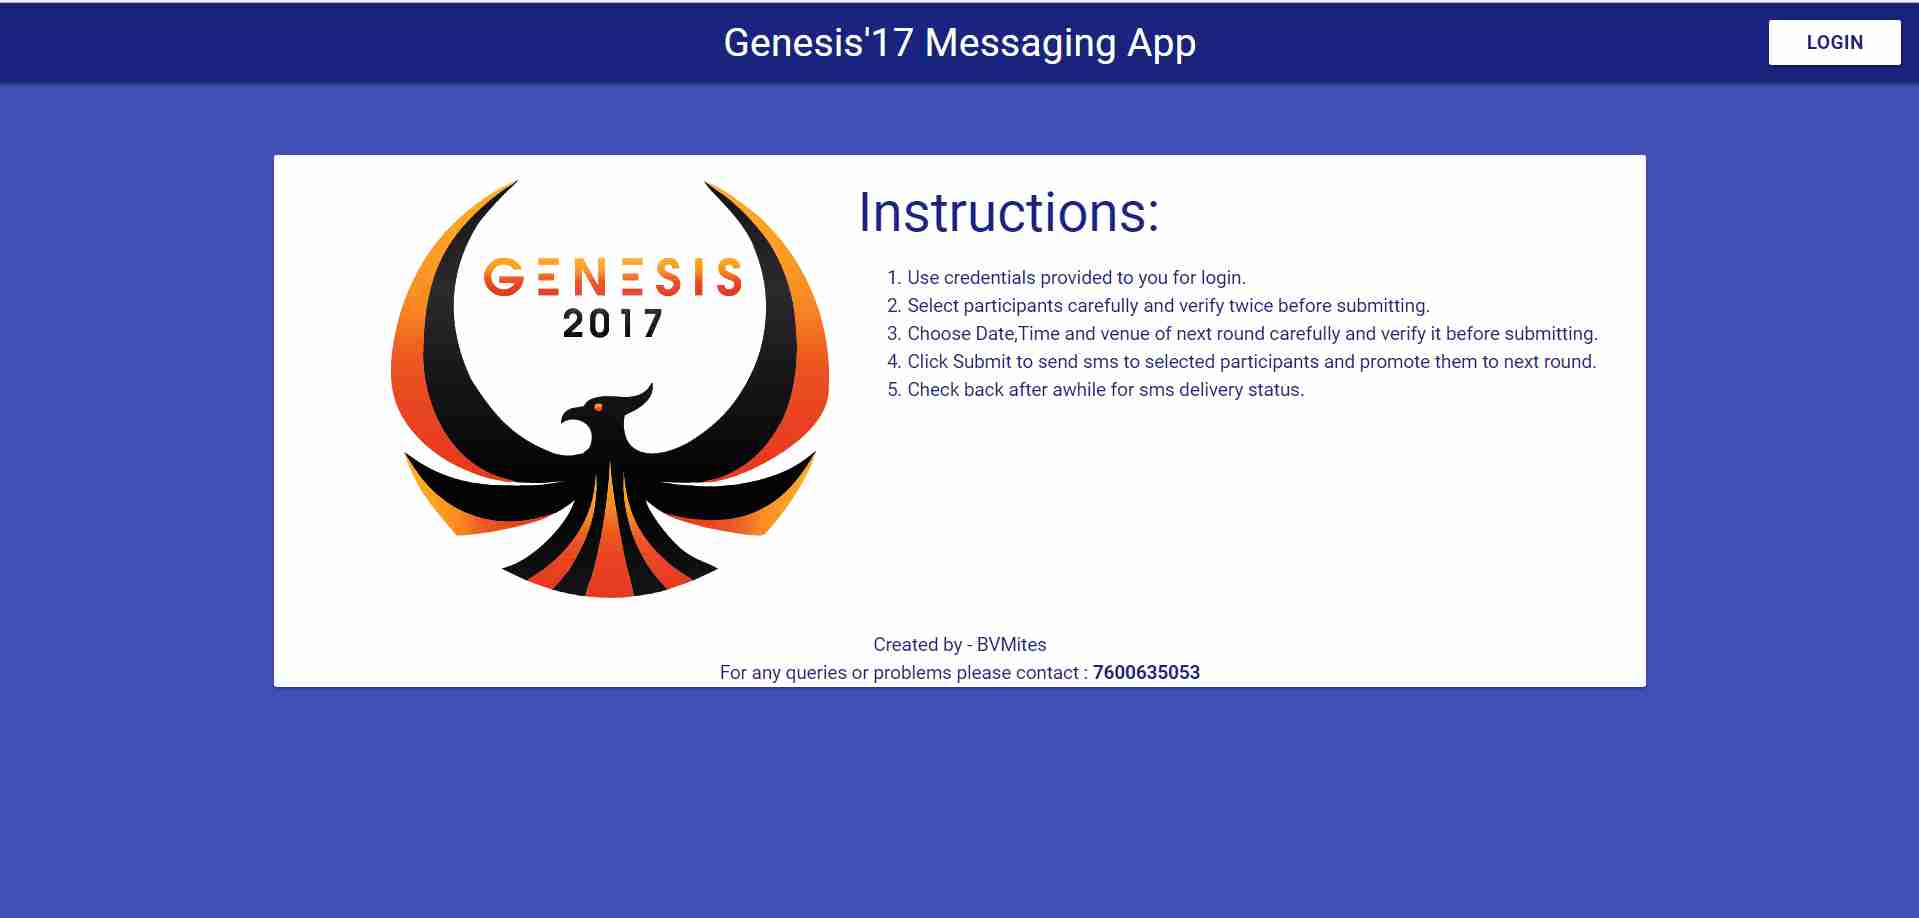 Genesis'17 Messaging App
LOGIN
GENESIS
2017
Instructions:
1. Use credentials provided to you for login.
2. Select participants carefully and verify twice before submitting.
3. Choose Date,Time and venue of next round carefully and verify it before submitting.
4. Click Submit to send sms to selected participants and promote them to next round.
5. Check back after awhile for sms delivery status.
Created by - BVMites
For any queries or problems please contact : 7600635053